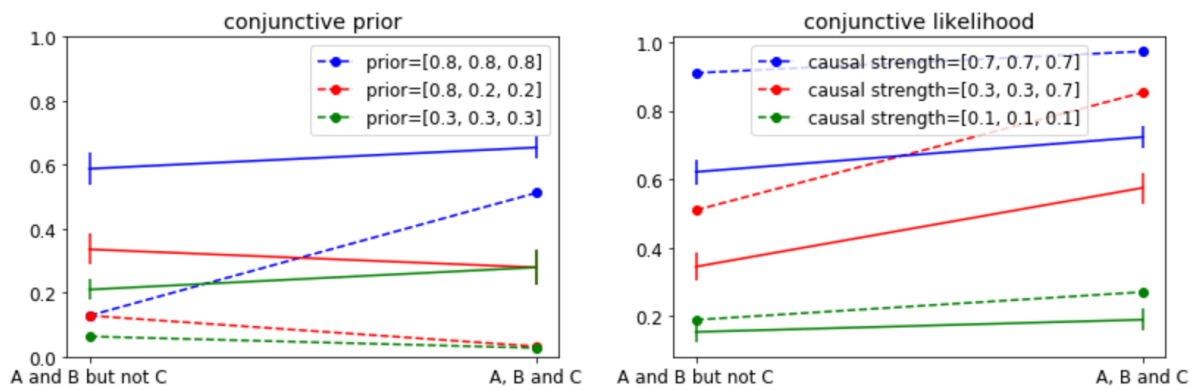 conjunctive prior
1.0
0.8
0.6
0.4
0.2
0.0
prior=[0.8, 0.8, 0.8]
prior=[0.8, 0.2, 0.2]
prior=[0.3, 0.3, 0.3]
A and B but not C
A, B and C
conjunctive likelihood
1.0
0.8
0.6
0.4
0.2
causal strength=[0.7, 0.7, 0.7]
causal strength=[0.3, 0.3, 0.7]
causal strength=[0.1, 0.1, 0.1]
A and B but not C
A, B and C